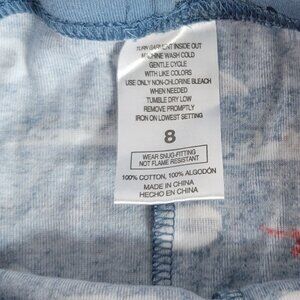 TURN GARMENT INSIDE OUT
MACHINE WASH COLD
GENTLE CYCLE
WITH LIKE COLORS
USE ONLY NON-CHLORINE BLEACH
WHEN NEEDED
TUMBLE DRY LOW
REMOVE PROMPTLY
IRON ON LOWEST SETTING
8
WEAR SNUG-FITTING
NOT FLAME RESISTANT
100% COTTON, 100% ALGODÓN
MADE IN CHINA
HECHO EN CHINA